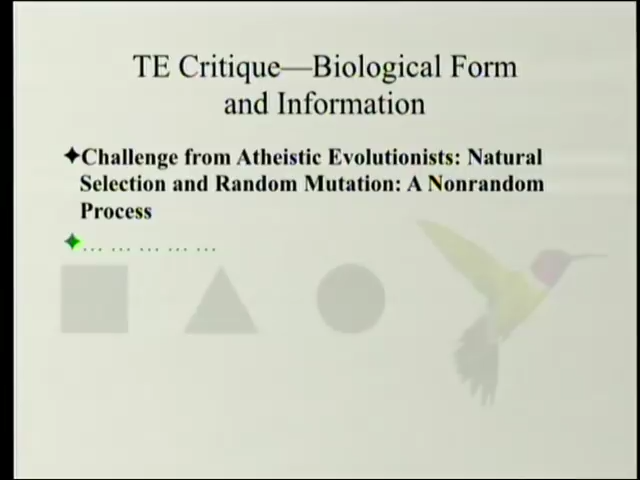 TE Critique—Biological Form
and Information
✦Challenge from Atheistic Evolutionists: Natural
Selection and Random Mutation: A Nonrandom
Process
✦... ... ... ... ...